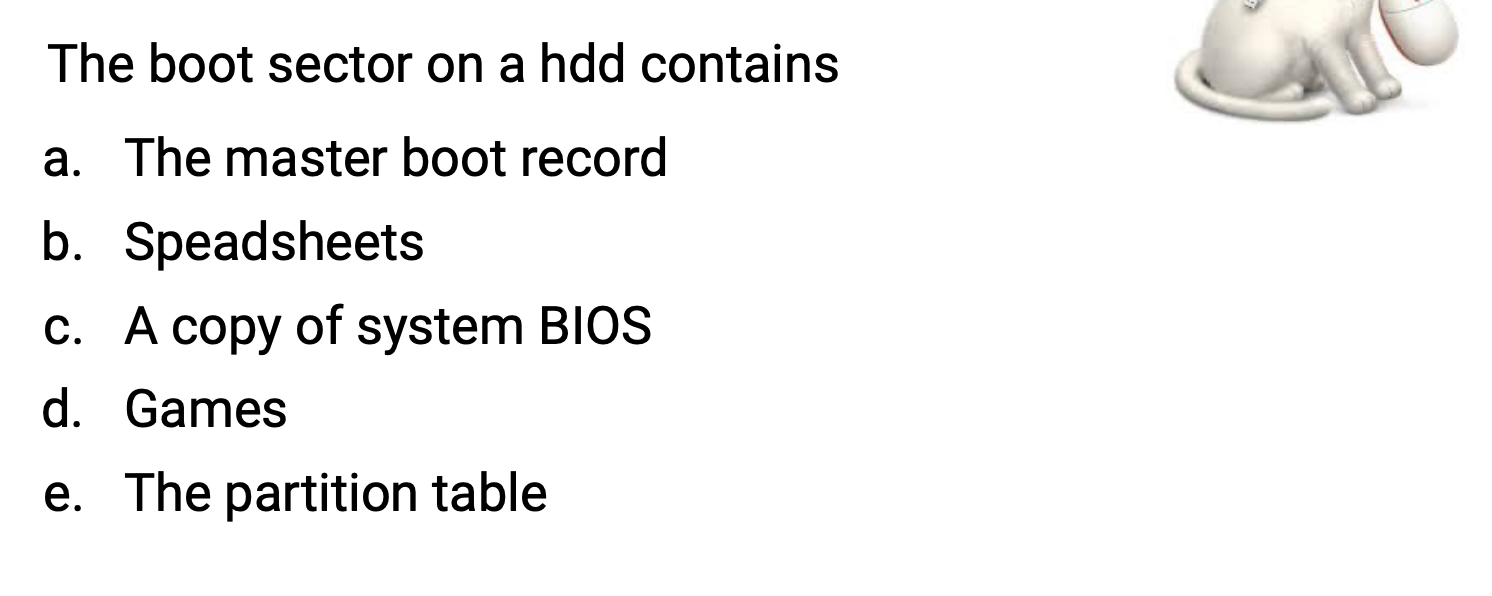 The boot sector on a hdd contains
a. The master boot record
b. Speadsheets
c. A copy of system BIOS
d. Games
e. The partition table